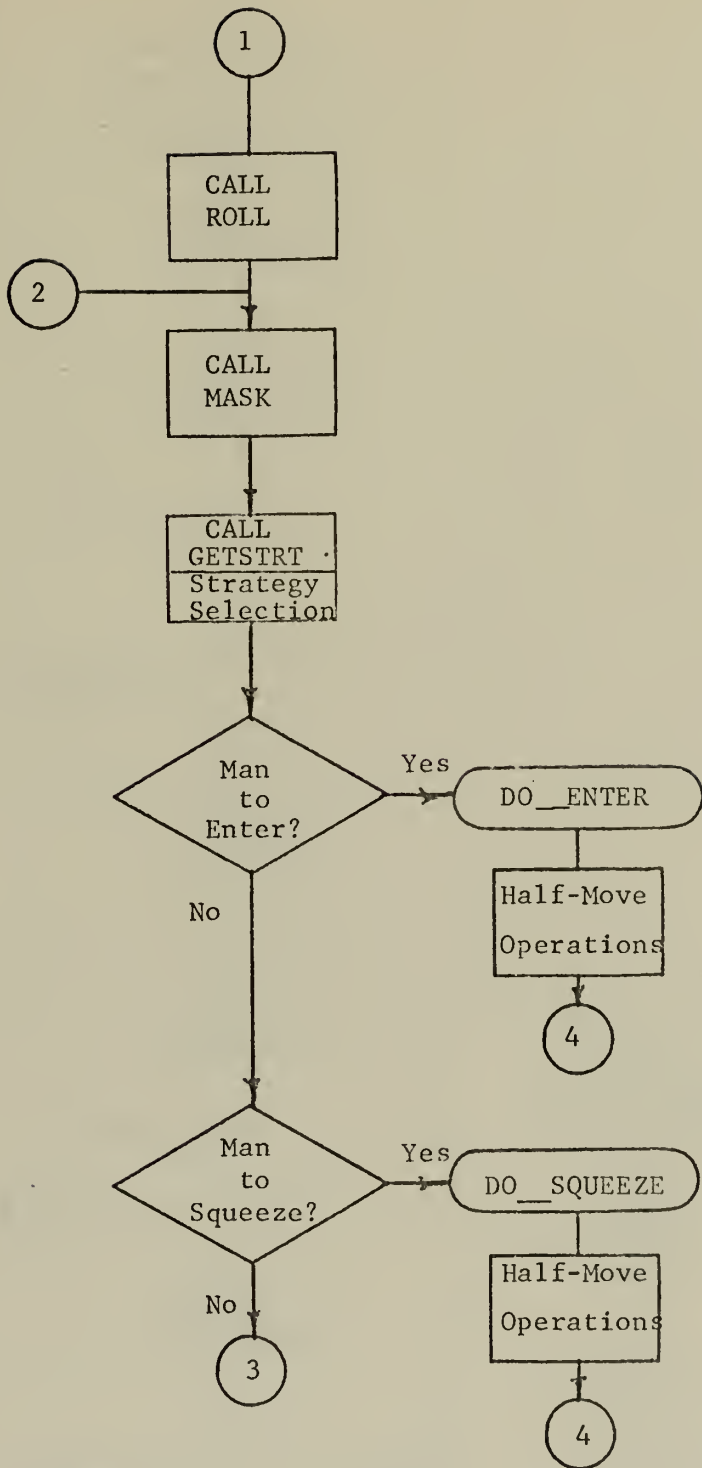 1
CALL
ROLL
2
CALL
MASK
CALL
GETSTRT
Strategy
Selection
Man
to
Enter?
Yes
DO__ENTER
No
Half-Move
Operations
4
Man
to
Squeeze?
Yes
DO__SQUEEZE
No
Half-Move
Operations
3
4